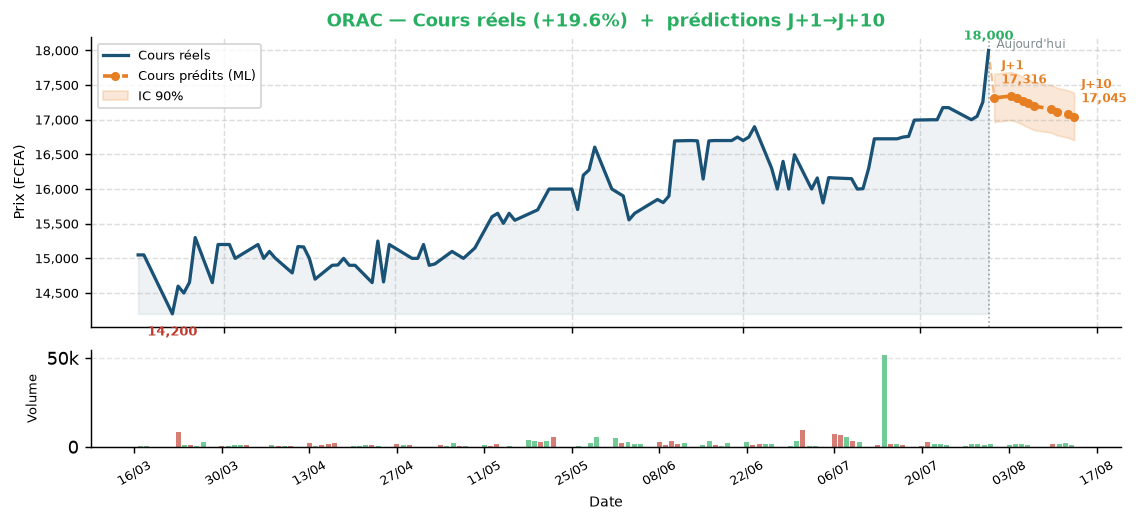 ORAC — Cours réels (+19.6%) + prédictions J+1→J+10
18,000
Aujourd'hui
Cours réels
Cours prédits (ML)
IC 90%
J+1
17,316
J+10
17,045
14,200
Prix (FCFA)
18,000
17,500
17,000
16,500
16,000
15,500
15,000
14,500
Volume
50k
0
16/03
30/03
13/04
27/04
11/05
25/05
08/06
22/06
06/07
20/07
03/08
17/08
Date